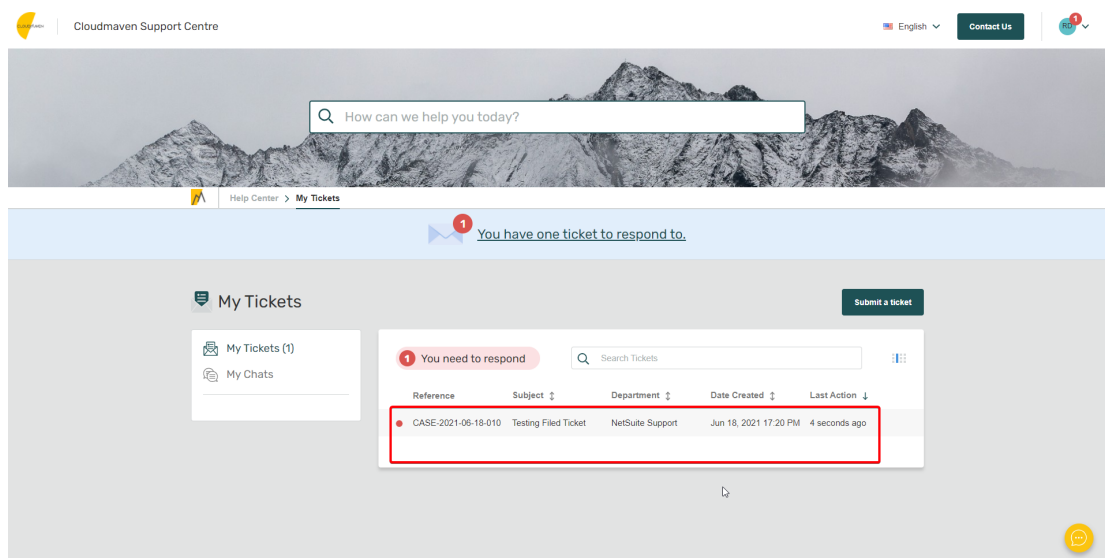 CLOUDMAVEN
Cloudmaven Support Centre
English
Contact Us
RD
1
How can we help you today?
Help Center > My Tickets
1
You have one ticket to respond to.
My Tickets
Submit a ticket
My Tickets (1)
My Chats
1 You need to respond
Search Tickets
Reference Subject Department Date Created Last Action
CASE-2021-06-18-010 Testing Filed Ticket NetSuite Support Jun 18, 2021 17:20 PM 4 seconds ago